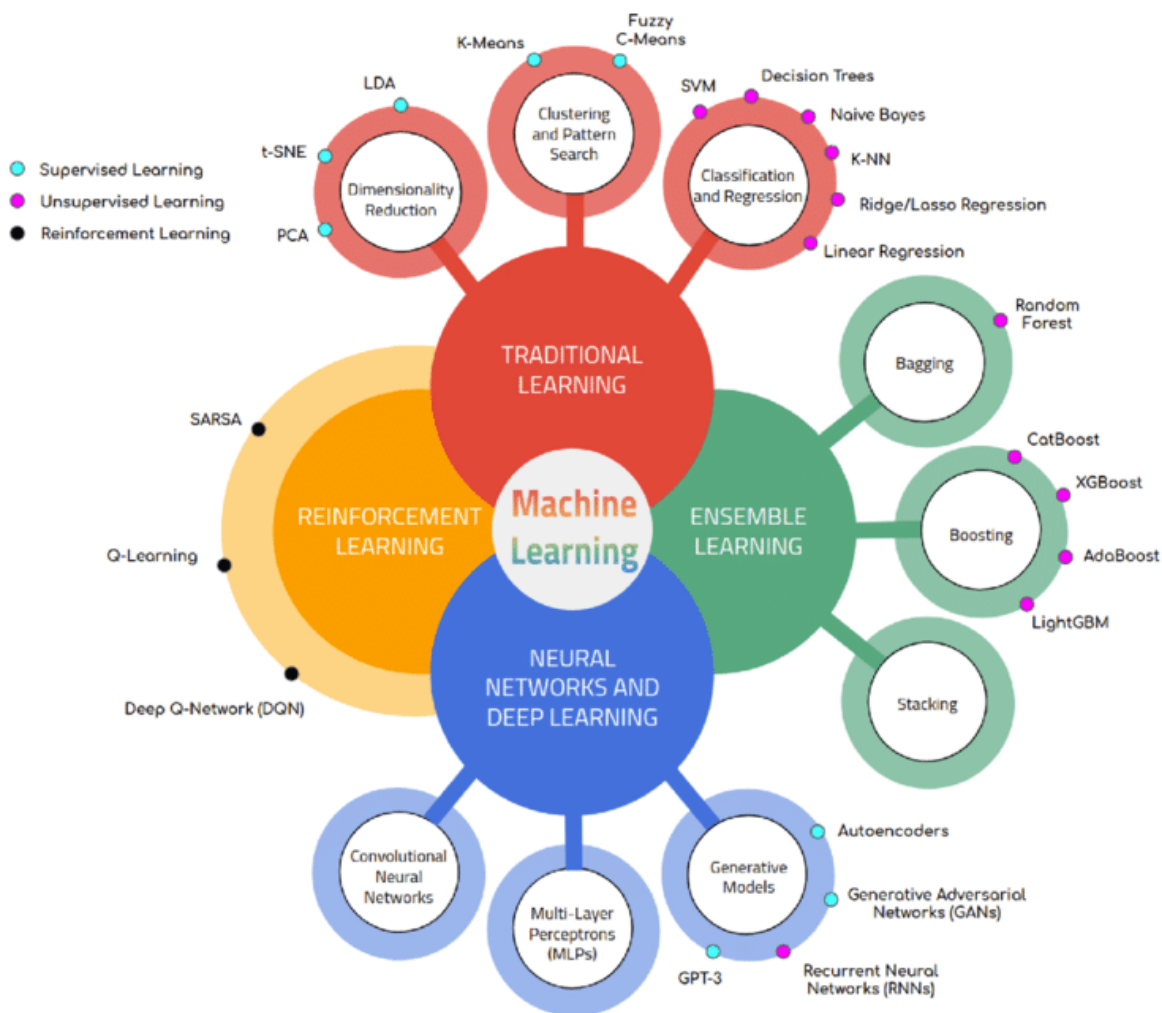 Supervised Learning
Unsupervised Learning
Reinforcement Learning
LDA
t-SNE
PCA
Dimensionality
Reduction
K-Means
Fuzzy
C-Means
Clustering
and Pattern
Search
SVM
Decision Trees
Naive Bayes
K-NN
Ridge/Lasso Regression
Linear Regression
Classification
and Regression
TRADITIONAL
LEARNING
Random
Forest
Bagging
CatBoost
XGBoost
AdaBoost
LightGBM
Boosting
Stacking
ENSEMBLE
LEARNING
Machine
Learning
SARSA
Q-Learning
Deep Q-Network (DQN)
REINFORCEMENT
LEARNING
NEURAL
NETWORKS AND
DEEP LEARNING
Convolutional
Neural
Networks
Multi-Layer
Perceptrons
(MLPs)
Generative
Models
Autoencoders
Generative Adversarial
Networks (GANs)
GPT-3
Recurrent Neural
Networks (RNNs)